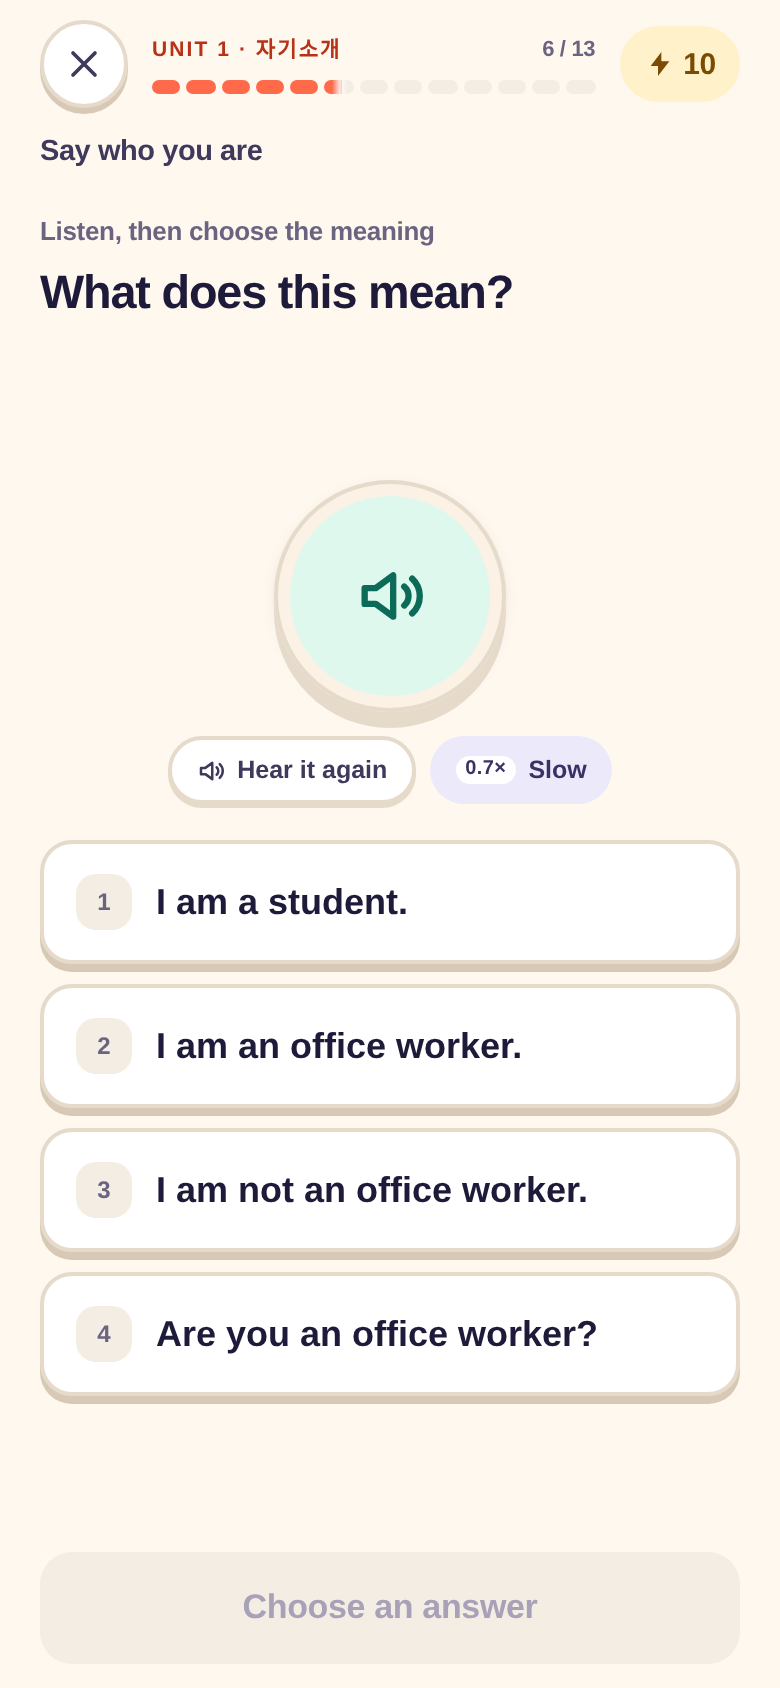 UNIT 1 · 자기소개
6 / 13
10
Say who you are
Listen, then choose the meaning
What does this mean?
Hear it again
0.7× Slow
1 I am a student.
2 I am an office worker.
3 I am not an office worker.
4 Are you an office worker?
Choose an answer